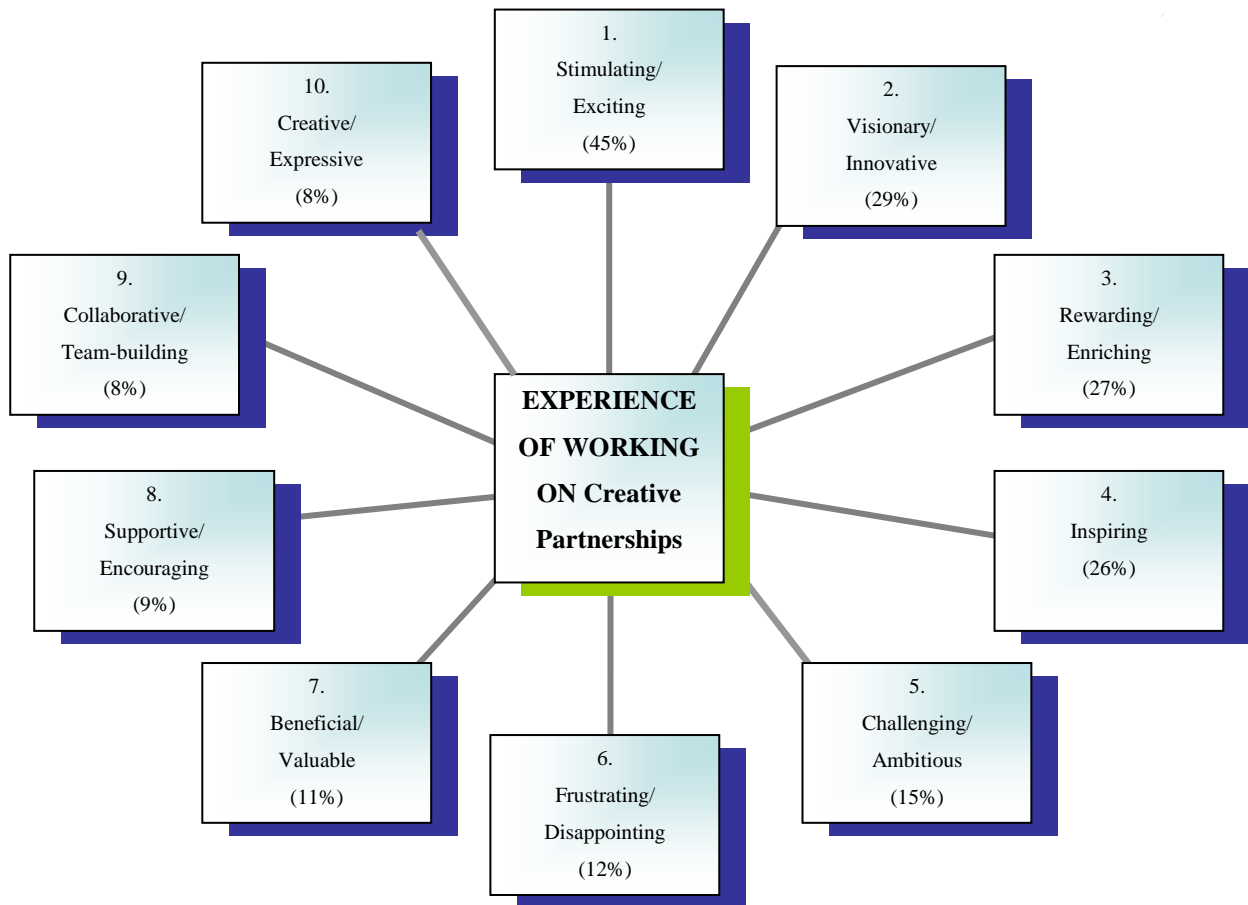 1.
Stimulating/
Exciting
(45%)
2.
Visionary/
Innovative
(29%)
3.
Rewarding/
Enriching
(27%)
4.
Inspiring
(26%)
5.
Challenging/
Ambitious
(15%)
6.
Frustrating/
Disappointing
(12%)
7.
Beneficial/
Valuable
(11%)
8.
Supportive/
Encouraging
(9%)
9.
Collaborative/
Team-building
(8%)
10.
Creative/
Expressive
(8%)
EXPERIENCE
OF WORKING
ON Creative
Partnerships